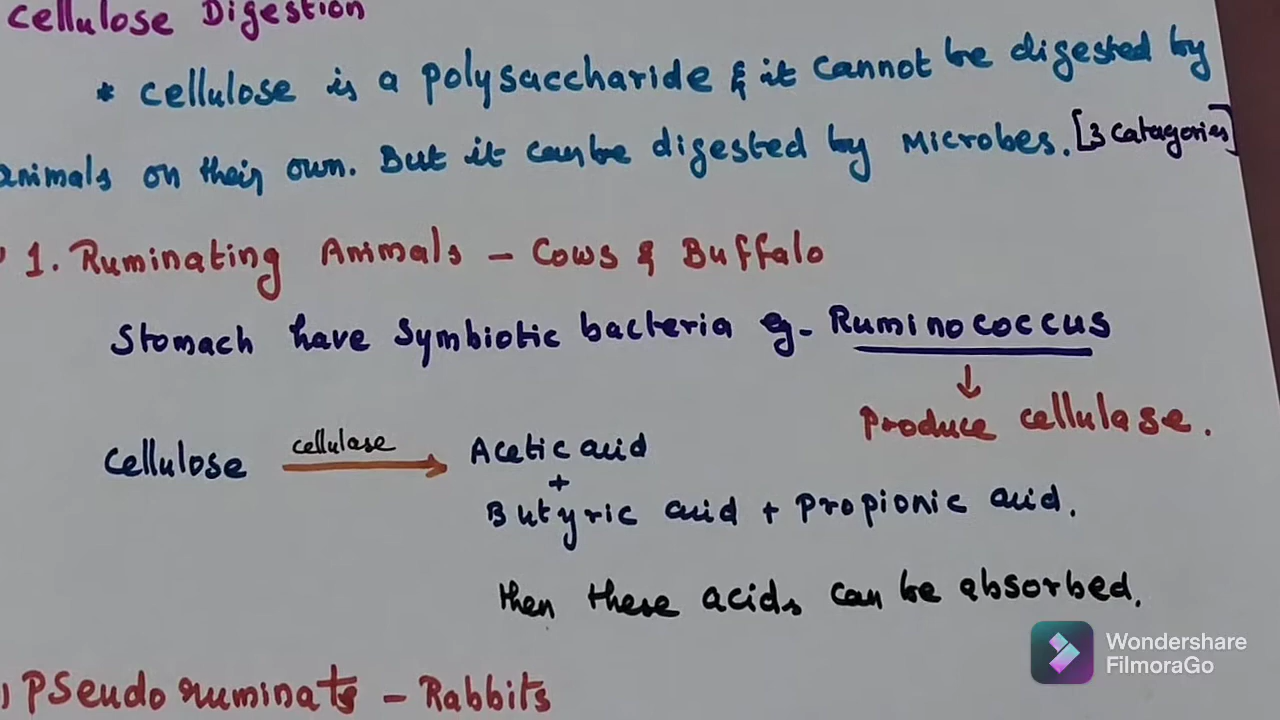 Cellulose Digestion
* cellulose is a polysaccharide & it cannot be digested by
animals on their own. But it can be digested by Microbes. [3 catagories]
1. Ruminating Animals - Cows & Buffalo
Stomach have symbiotic bacteria eg- Ruminococcus
↓
Produce cellulase.
cellulose cellulase → Acetic acid
+
Butyric acid + propionic acid.
then these acids can be absorbed.
) Pseudo ruminats - Rabbits
Wondershare
FilmoraGo